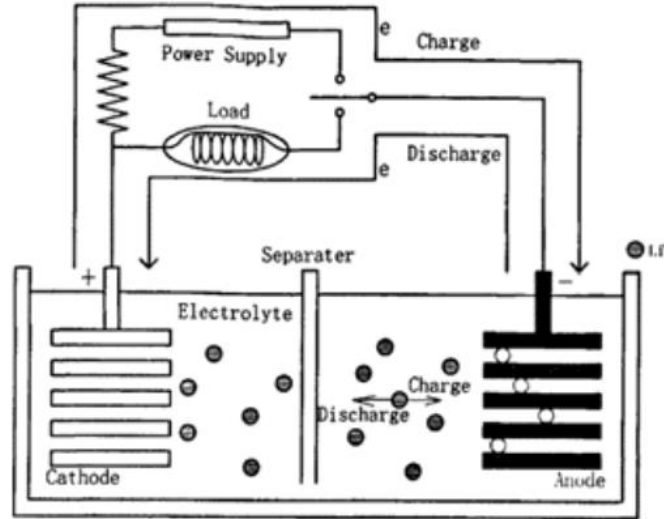 e
Charge
Power Supply
Load
Discharge
e
Separater
+
−
Electrolyte
Charge
Discharge
Cathode
Anode